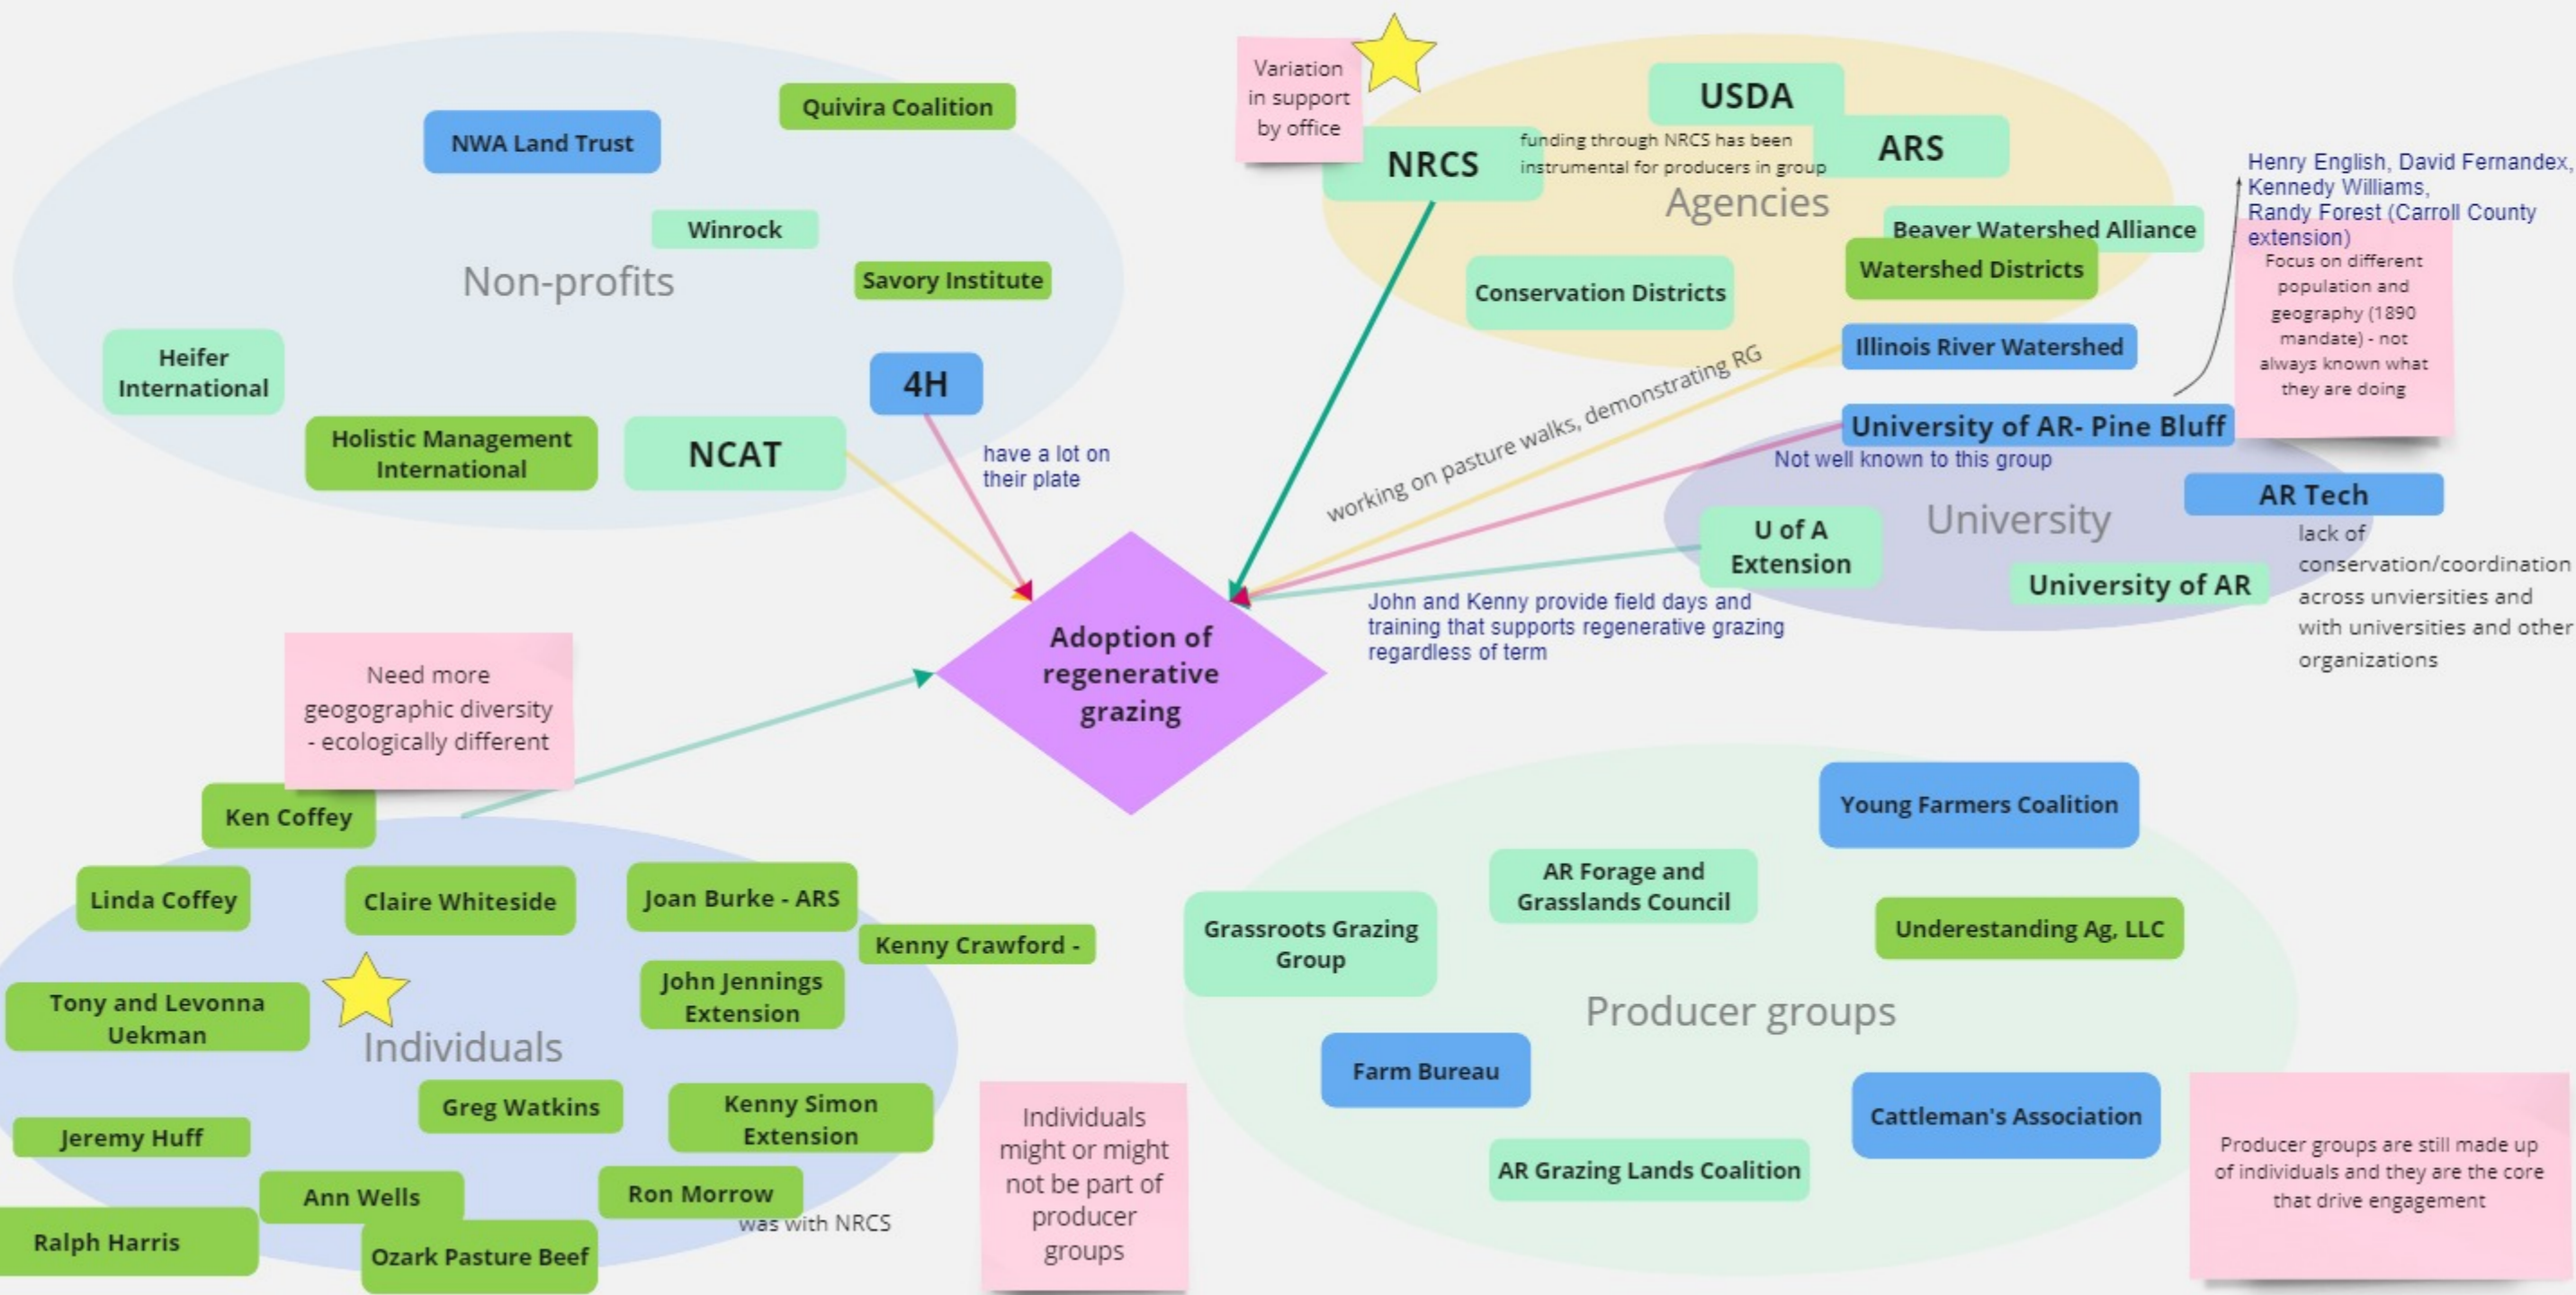 Quivira Coalition
NWA Land Trust
Winrock
Non-profits
Savory Institute
Heifer
International
4H
Holistic Management
International
NCAT
have a lot on
their plate
Variation
in support
by office
USDA
NRCS
funding through NRCS has been
instrumental for producers in group
ARS
Agencies
Beaver Watershed Alliance
Watershed Districts
Conservation Districts
Illinois River Watershed
working on pasture walks, demonstrating RG
Henry English, David Fernandex,
Kennedy Williams,
Randy Forest (Carroll County
extension)
Focus on different
population and
geography (1890
mandate) - not
always known what
they are doing
University of AR- Pine Bluff
Not well known to this group
AR Tech
University
U of A
Extension
University of AR
lack of
conservation/coordination
across unviersities and
with universities and other
organizations
John and Kenny provide field days and
training that supports regenerative grazing
regardless of term
Adoption of
regenerative
grazing
Need more
geogographic diversity
- ecologically different
Ken Coffey
Linda Coffey
Claire Whiteside
Joan Burke - ARS
Kenny Crawford -
Tony and Levonna
Uekman
John Jennings
Extension
Individuals
Greg Watkins
Kenny Simon
Extension
Jeremy Huff
Ann Wells
Ron Morrow
was with NRCS
Ralph Harris
Ozark Pasture Beef
Individuals
might or might
not be part of
producer
groups
Young Farmers Coalition
AR Forage and
Grasslands Council
Grassroots Grazing
Group
Underestanding Ag, LLC
Producer groups
Farm Bureau
Cattleman's Association
AR Grazing Lands Coalition
Producer groups are still made up
of individuals and they are the core
that drive engagement